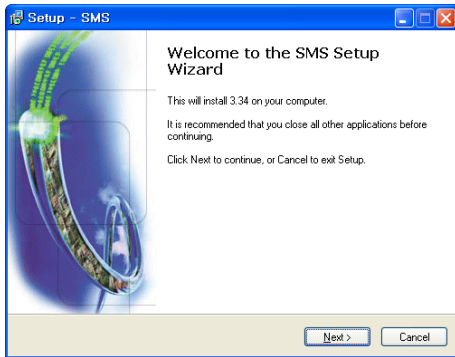 Setup - SMS
Welcome to the SMS Setup
Wizard
This will install 3.34 on your computer.
It is recommended that you close all other applications before
continuing.
Click Next to continue, or Cancel to exit Setup.
Next >
Cancel